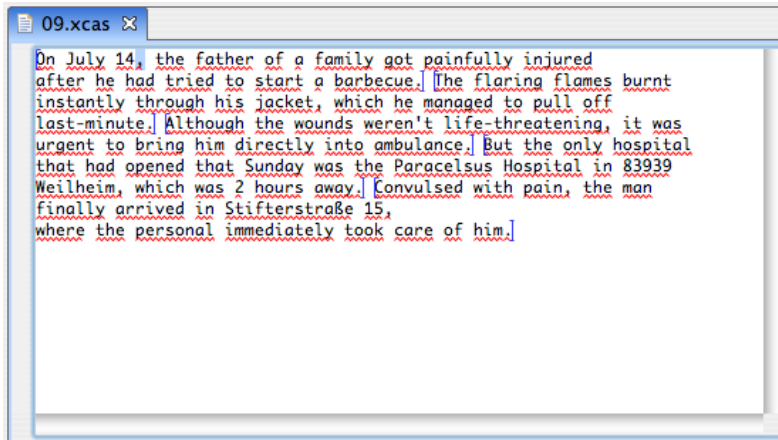 09.xcas
On July 14, the father of a family got painfully injured
after he had tried to start a barbecue. The flaring flames burnt
instantly through his jacket, which he managed to pull off
last-minute. Although the wounds weren't life-threatening, it was
urgent to bring him directly into ambulance. But the only hospital
that had opened that Sunday was the Paracelsus Hospital in 83939
Weilheim, which was 2 hours away. Convulsed with pain, the man
finally arrived in Stifterstraße 15,
where the personal immediately took care of him.